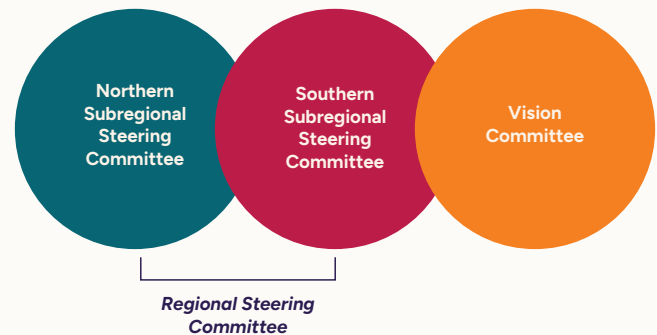 Northern
Subregional
Steering
Committee
Southern
Subregional
Steering
Committee
Vision
Committee
Regional Steering
Committee